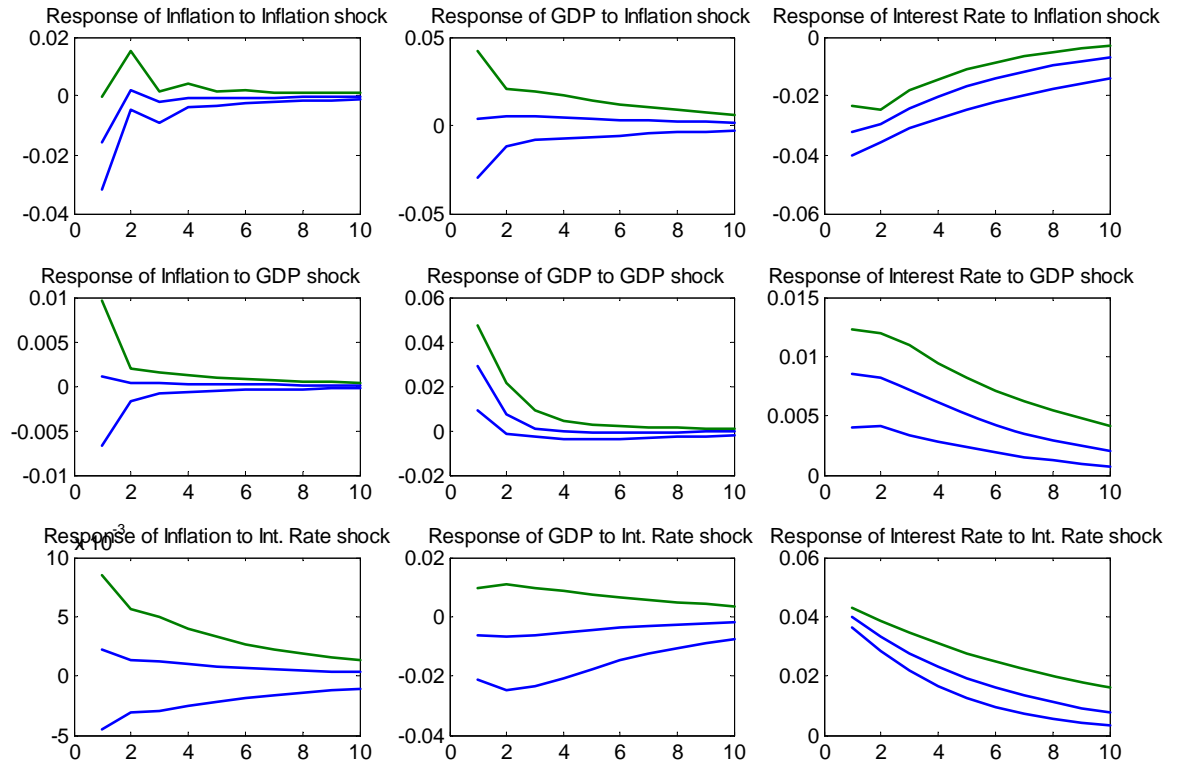 Response of Inflation to Inflation shock
0.02
0
-0.02
-0.04
0 2 4 6 8 10
Response of GDP to Inflation shock
0.05
0
-0.05
0 2 4 6 8 10
Response of Interest Rate to Inflation shock
0
-0.02
-0.04
-0.06
0 2 4 6 8 10
Response of Inflation to GDP shock
0.01
0.005
0
-0.005
-0.01
0 2 4 6 8 10
Response of GDP to GDP shock
0.06
0.04
0.02
0
-0.02
0 2 4 6 8 10
Response of Interest Rate to GDP shock
0.015
0.01
0.005
0
0 2 4 6 8 10
Response of Inflation to Int. Rate shock
x 10-3
10
5
0
-5
0 2 4 6 8 10
Response of GDP to Int. Rate shock
0.02
0
-0.02
-0.04
0 2 4 6 8 10
Response of Interest Rate to Int. Rate shock
0.06
0.04
0.02
0
0 2 4 6 8 10